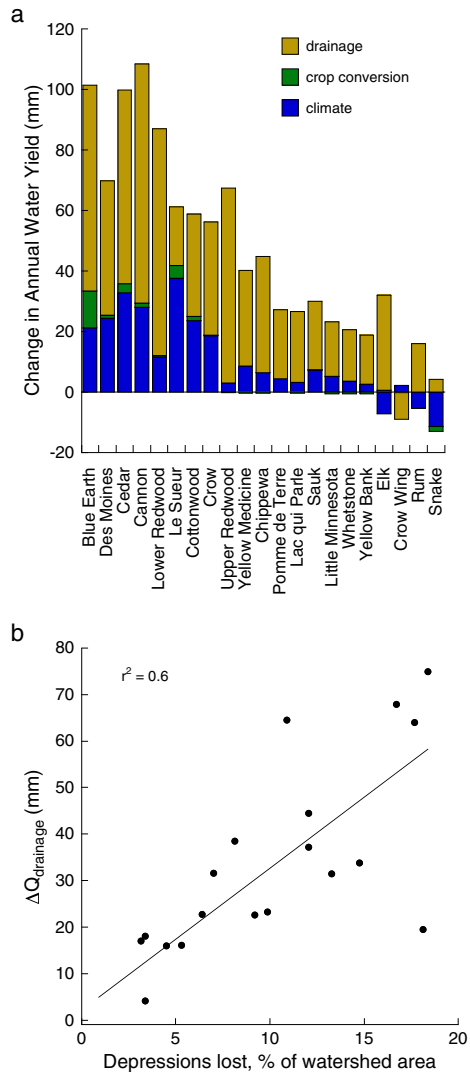 a
120
100
80
60
40
20
0
-20
Change in Annual Water Yield (mm)
drainage
crop conversion
climate
Blue Earth
Des Moines
Cedar
Cannon
Lower Redwood
Le Sueur
Cottonwood
Crow
Upper Redwood
Yellow Medicine
Chippewa
Pomme de Terre
Lac qui Parle
Sauk
Little Minnesota
Whetstone
Yellow Bank
Elk
Crow Wing
Rum
Snake
b
80
70
60
50
40
30
20
10
0
ΔQdrainage (mm)
r² = 0.6
0 5 10 15 20
Depressions lost, % of watershed area